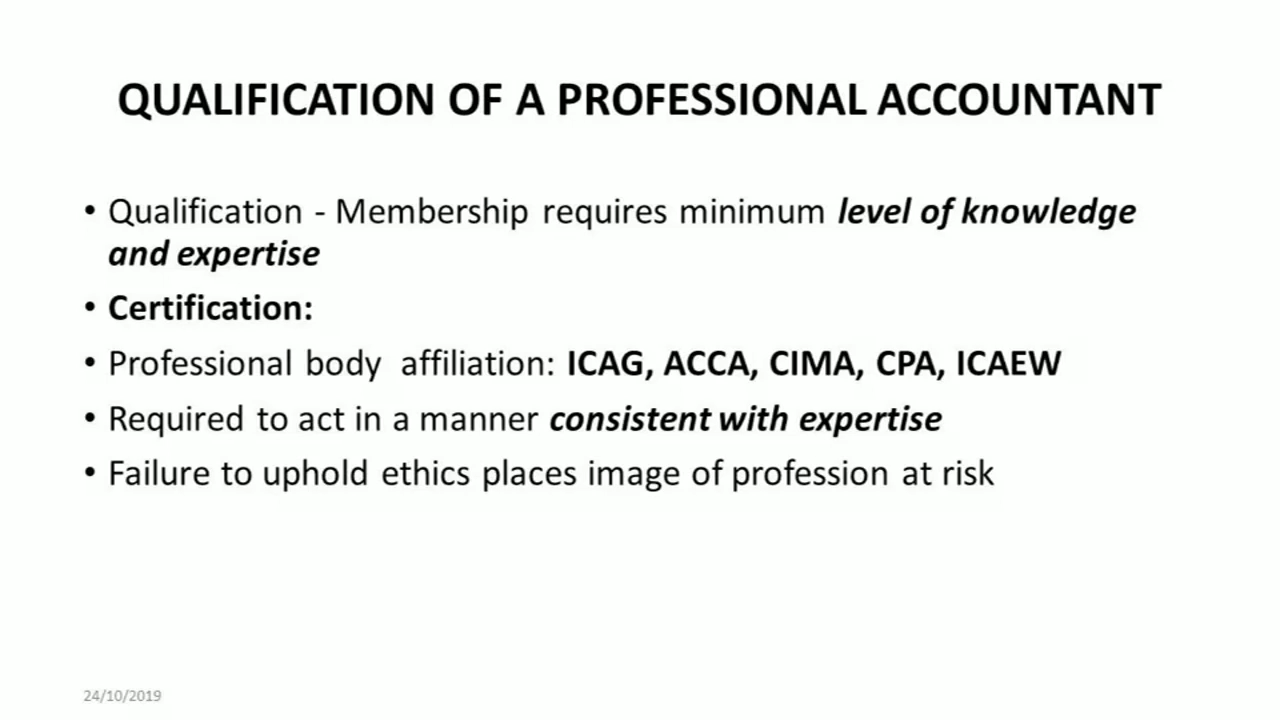 QUALIFICATION OF A PROFESSIONAL ACCOUNTANT
• Qualification - Membership requires minimum level of knowledge
and expertise
• Certification:
• Professional body affiliation: ICAG, ACCA, CIMA, CPA, ICAEW
• Required to act in a manner consistent with expertise
• Failure to uphold ethics places image of profession at risk
24/10/2019